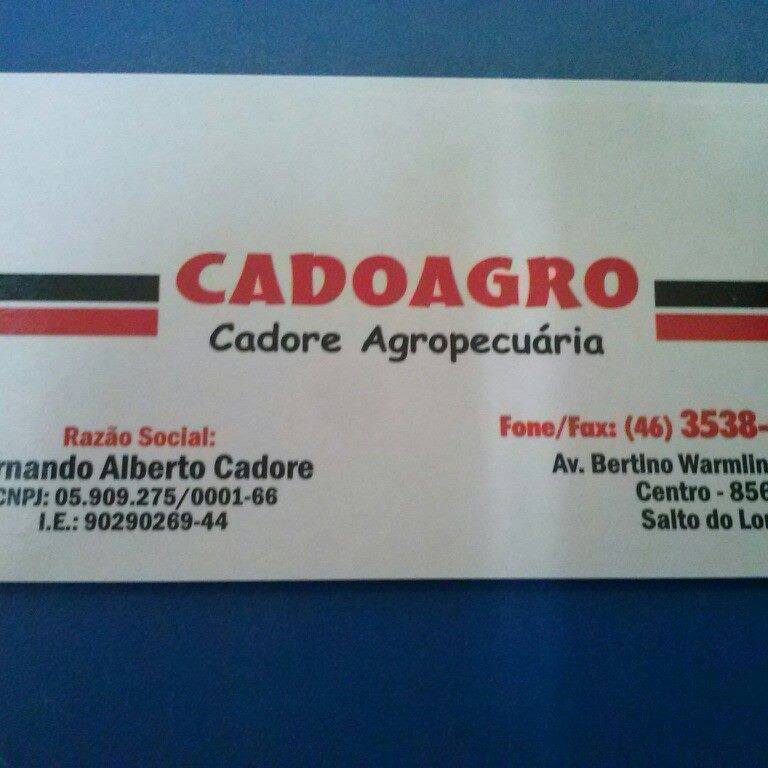 CADOAGRO
Cadore Agropecuária
Razão Social:
rnando Alberto Cadore
CNPJ: 05.909.275/0001-66
I.E.: 90290269-44
Fone/Fax: (46) 3538-
Av. Bertino Warmlin
Centro - 856
Salto do Lon